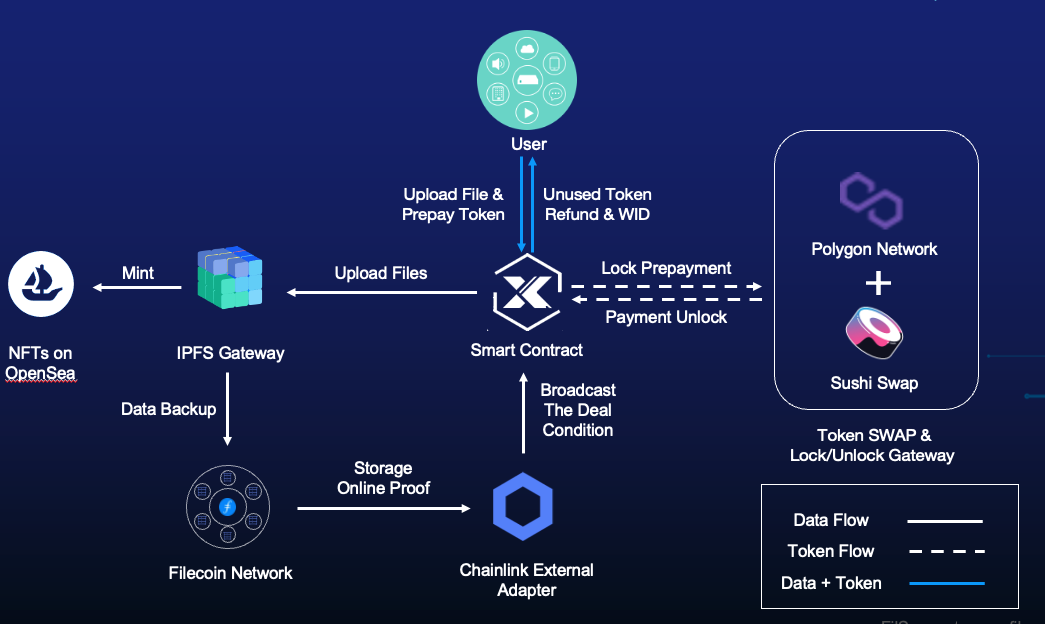 User
Upload File &
Prepay Token
Unused Token
Refund & WID
Polygon Network
Mint
Upload Files
Lock Prepayment
Payment Unlock
Sushi Swap
NFTs on
OpenSea
IPFS Gateway
Smart Contract
Data Backup
Broadcast
The Deal
Condition
Token SWAP &
Lock/Unlock Gateway
Storage
Online Proof
Filecoin Network
Chainlink External
Adapter
Data Flow
Token Flow
Data + Token